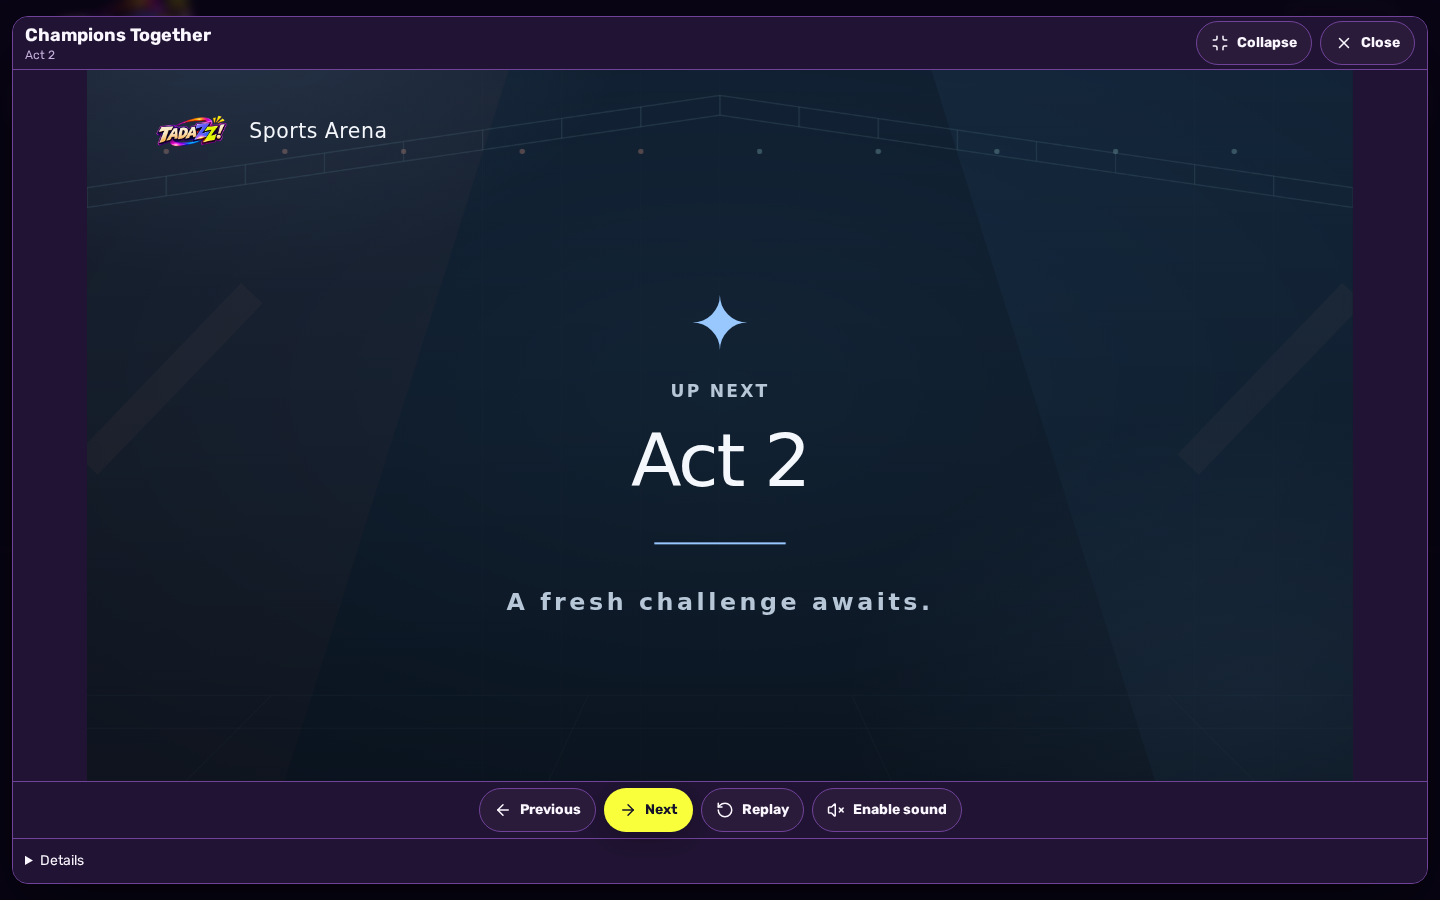 Champions Together
Act 2
Collapse
Close
TADAZZ!
Sports Arena
UP NEXT
Act 2
A fresh challenge awaits.
Previous
Next
Replay
Enable sound
Details